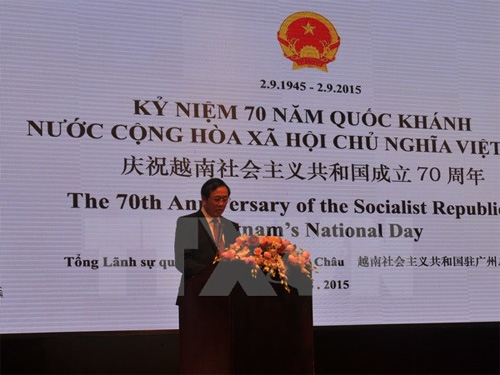 2.9.1945 - 2.9.2015
KỶ NIỆM 70 NĂM QUỐC KHÁNH
NƯỚC CỘNG HÒA XÃ HỘI CHỦ NGHĨA VIỆT
庆祝越南社会主义共和国成立 70 周年
The 70th Anniversary of the Socialist Republic
nam's National Day
Tổng Lãnh sự Châu 越南社会主义共和国驻广州
2015